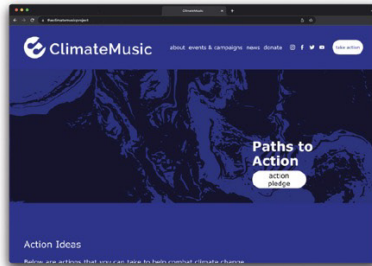 ClimateMusic
ClimateMusic
about events & campaigns news donate
take action
Paths to
Action
action
pledge
Action Ideas
Below are actions that you can take to help combat climate change